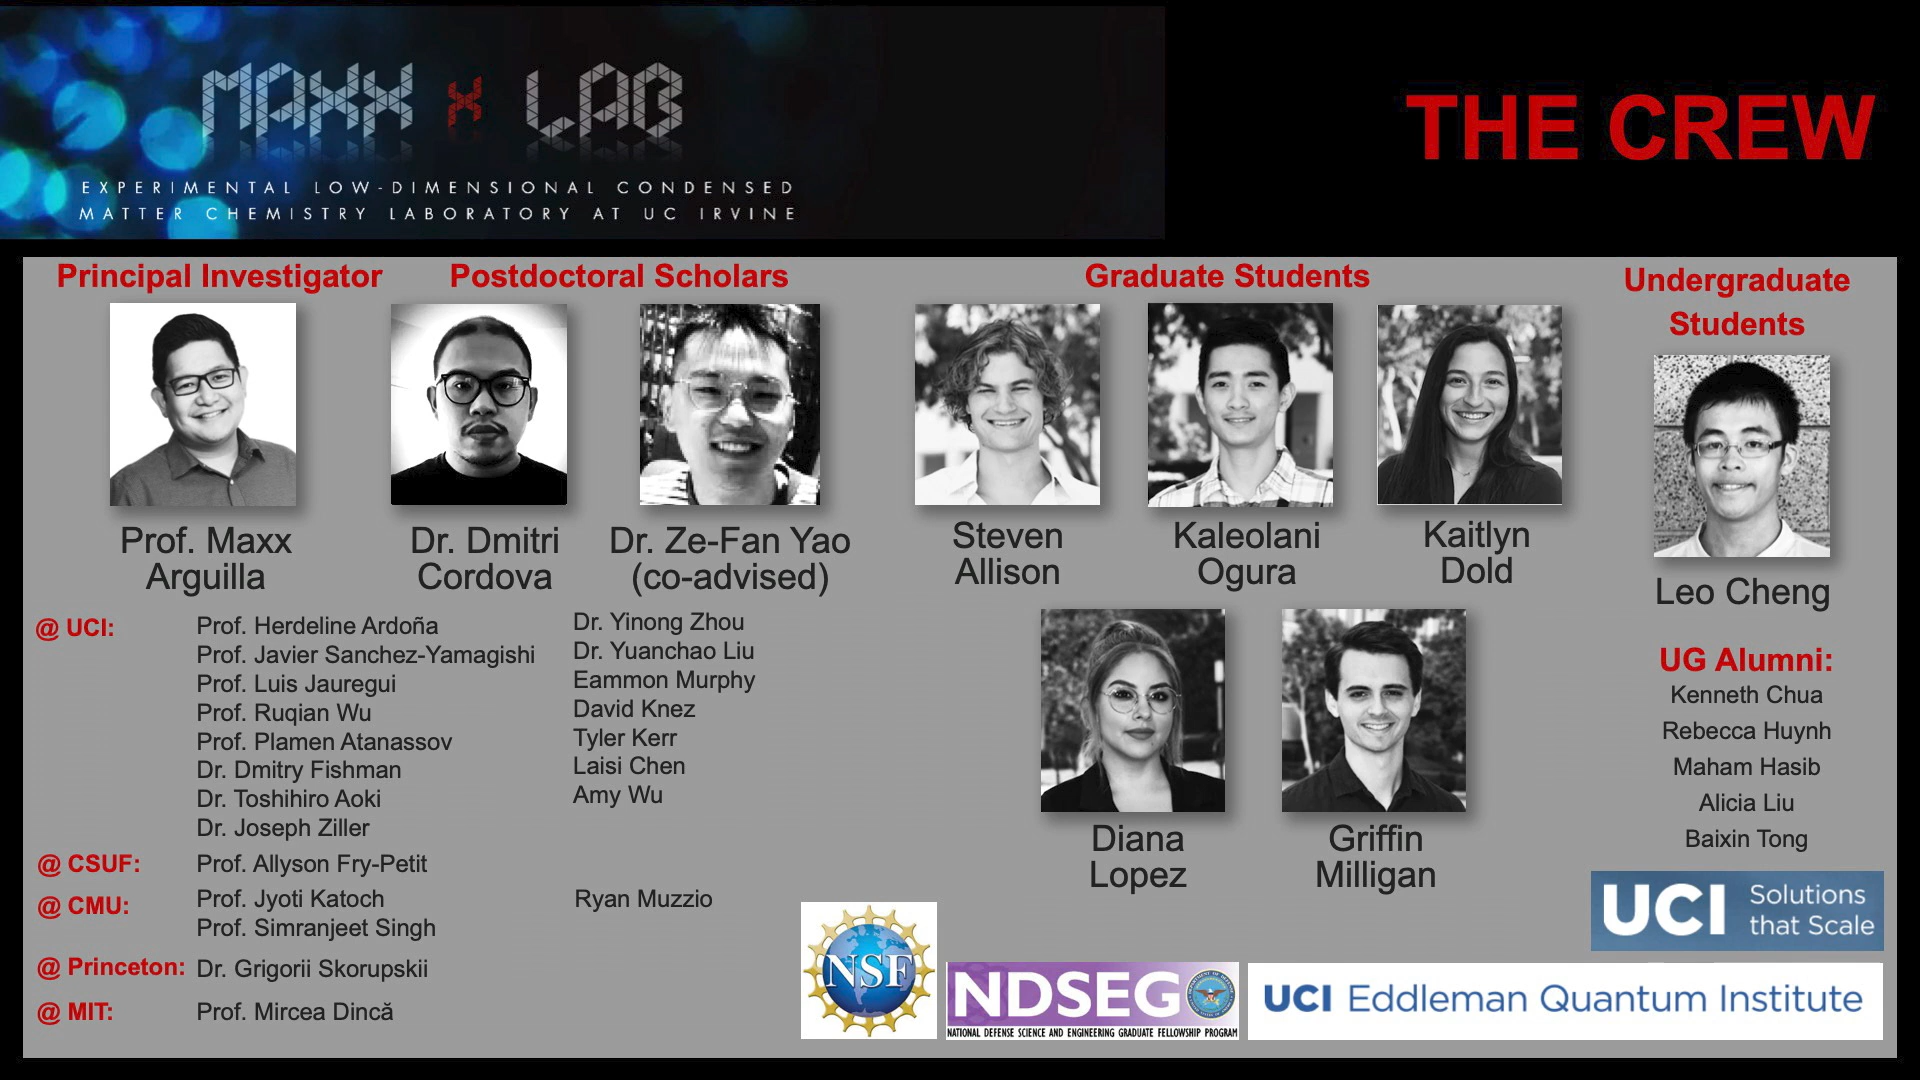 MAXX x LAB
EXPERIMENTAL LOW-DIMENSIONAL CONDENSED
MATTER CHEMISTRY LABORATORY AT UC IRVINE
THE CREW
Principal Investigator
Prof. Maxx
Arguilla
Postdoctoral Scholars
Dr. Dmitri
Cordova
Dr. Ze-Fan Yao
(co-advised)
Graduate Students
Steven
Allison
Kaleolani
Ogura
Kaitlyn
Dold
Diana
Lopez
Griffin
Milligan
Undergraduate
Students
Leo Cheng
UG Alumni:
Kenneth Chua
Rebecca Huynh
Maham Hasib
Alicia Liu
Baixin Tong
@ UCI:
Prof. Herdeline Ardoña
Prof. Javier Sanchez-Yamagishi
Prof. Luis Jauregui
Prof. Ruqian Wu
Prof. Plamen Atanassov
Dr. Dmitry Fishman
Dr. Toshihiro Aoki
Dr. Joseph Ziller
Dr. Yinong Zhou
Dr. Yuanchao Liu
Eammon Murphy
David Knez
Tyler Kerr
Laisi Chen
Amy Wu
@ CSUF:
Prof. Allyson Fry-Petit
@ CMU:
Prof. Jyoti Katoch
Prof. Simranjeet Singh
Ryan Muzzio
@ Princeton:
Dr. Grigorii Skorupskii
@ MIT:
Prof. Mircea Dincă
NSF
NDSEG
NATIONAL DEFENSE SCIENCE AND ENGINEERING GRADUATE FELLOWSHIP PROGRAM
UCI Solutions
that Scale
UCI Eddleman Quantum Institute